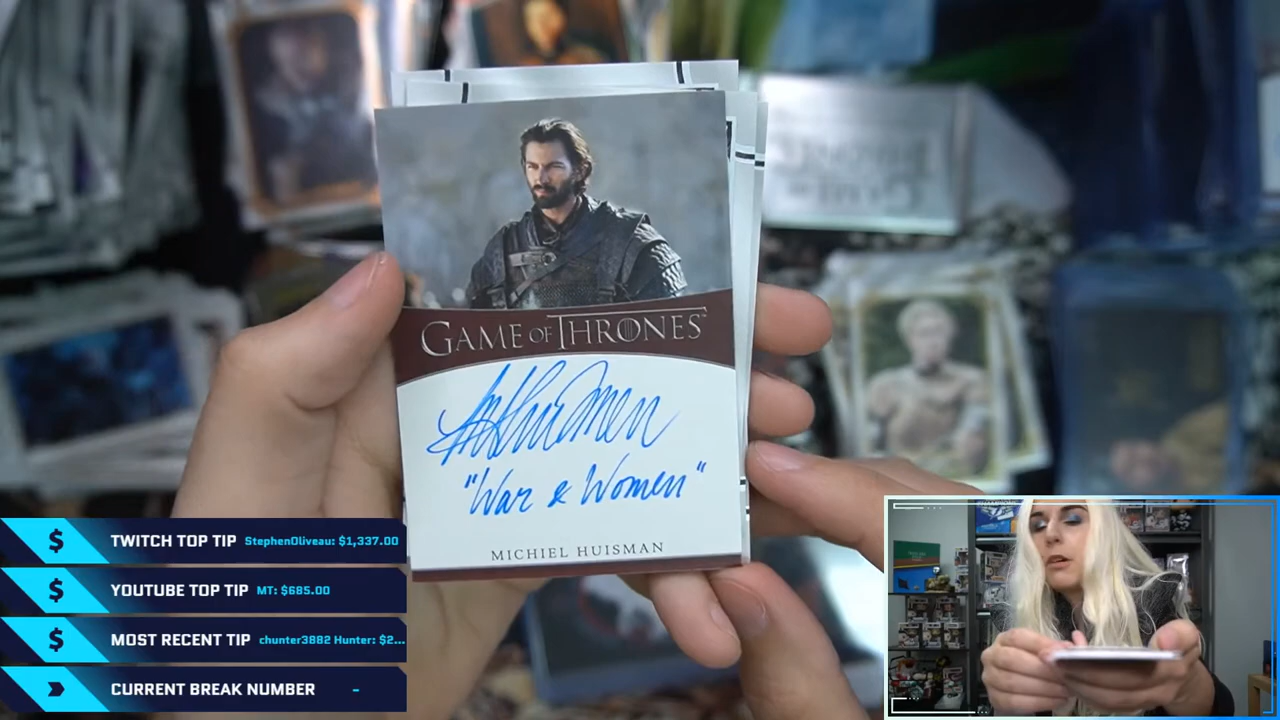 GAME OF THRONES
MHuisman
"War & Women"
MICHIEL HUISMAN
TWITCH TOP TIP StephenOliveau: $1,337.00
YOUTUBE TOP TIP MT: $685.00
MOST RECENT TIP chunter3882 Hunter: $2...
CURRENT BREAK NUMBER -